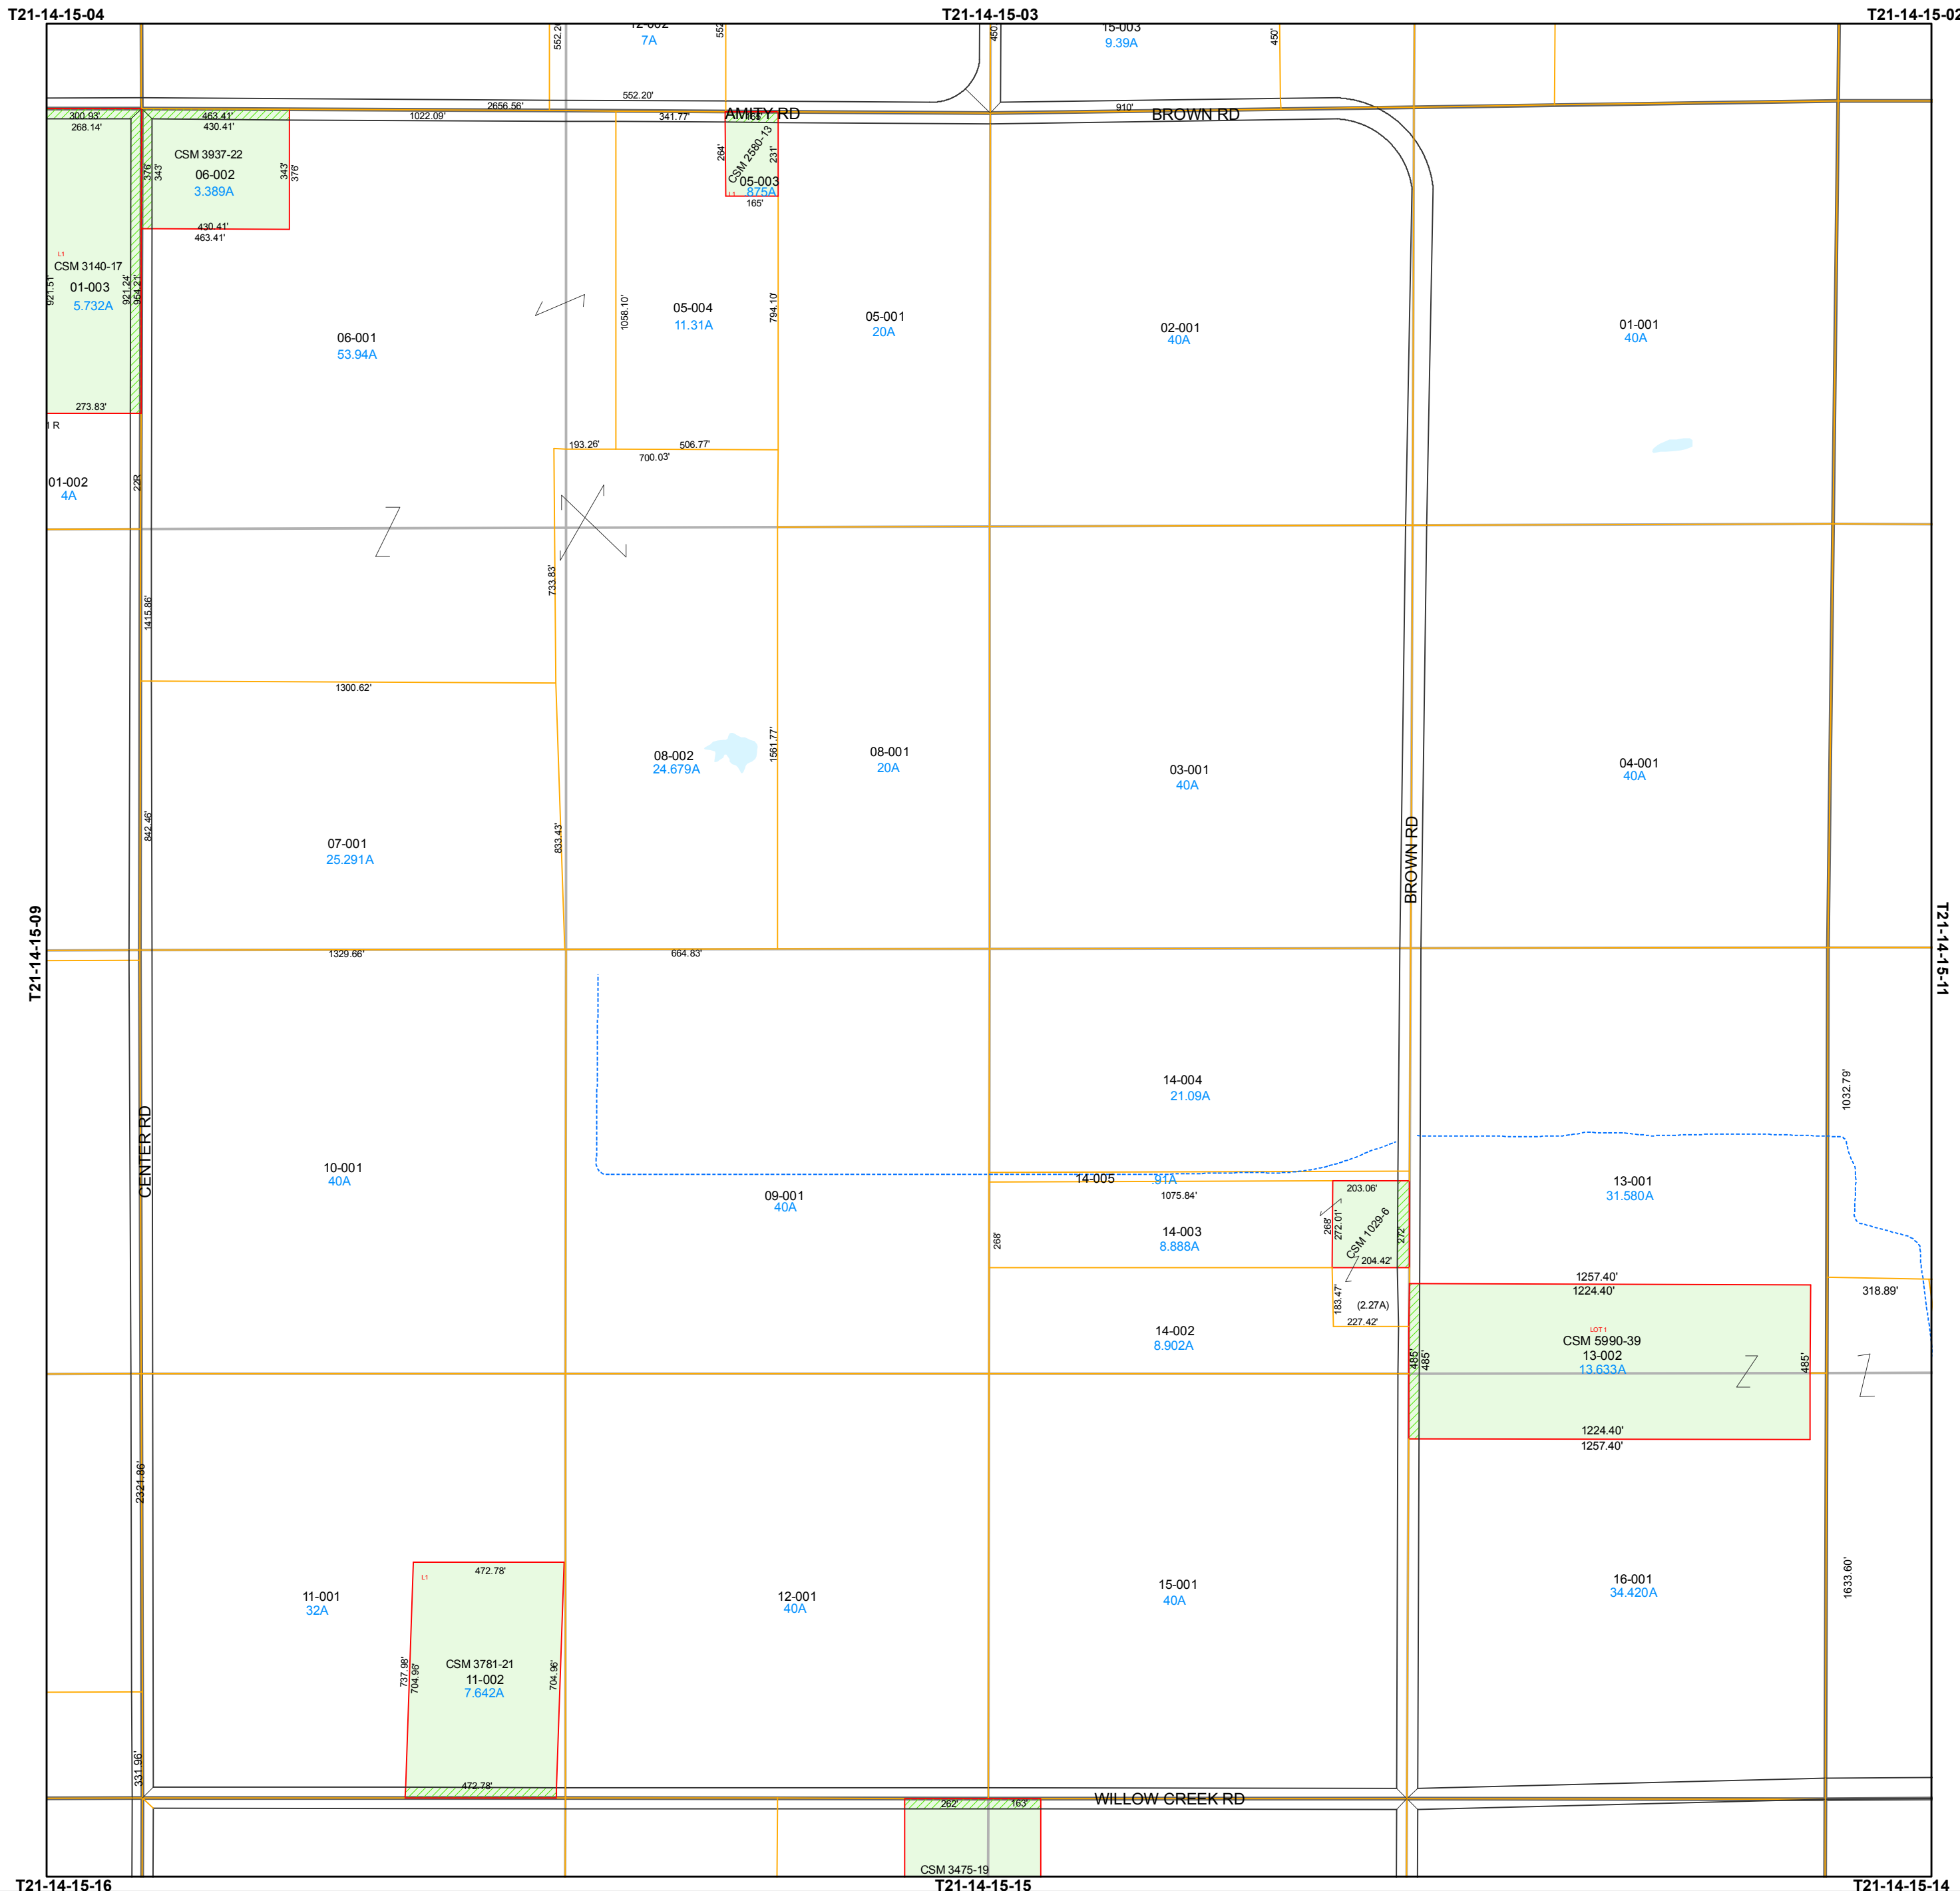 T21-14-15-04
T21-14-15-03
T21-14-15-02
7A
15-003
9.39A
450'
450'
552.20'
2656.56'
AMITY RD
910'
BROWN RD
300.93'
463.41'
1022.09'
341.77'
165'
268.14'
430.41'
CSM 3937-22
06-002
3.389A
376'
343'
343'
376'
430.41'
463.41'
264'
CSM 2580-13
231'
05-003
L1
.875A
165'
L1
CSM 3140-17
01-003
5.732A
921.51'
921.24'
954.21'
273.83'
1 R
01-002
4A
22R
06-001
53.94A
1058.10'
05-004
11.31A
794.10'
05-001
20A
02-001
40A
01-001
40A
193.26'
506.77'
700.03'
1415.86'
733.83'
1300.62'
08-002
24.679A
1561.77'
08-001
20A
03-001
40A
04-001
40A
BROWN RD
07-001
25.291A
842.46'
833.43'
T21-14-15-09
T21-14-15-11
1329.66'
664.83'
CENTER RD
14-004
21.09A
1032.79'
10-001
40A
09-001
40A
14-005
.91A
1075.84'
203.06'
13-001
31.580A
268'
14-003
8.888A
268'
272.01'
CSM 1029-6
272'
204.42'
183.47'
(2.27A)
227.42'
14-002
8.902A
1257.40'
1224.40'
318.89'
LOT 1
CSM 5990-39
13-002
13.633A
485'
485'
485'
1224.40'
1257.40'
2321.86'
472.78'
L1
11-001
32A
12-001
40A
15-001
40A
16-001
34.420A
1633.60'
CSM 3781-21
11-002
7.642A
737.98'
704.96'
704.96'
331.96'
472.78'
262'
163'
WILLOW CREEK RD
CSM 3475-19
T21-14-15-16
T21-14-15-15
T21-14-15-14